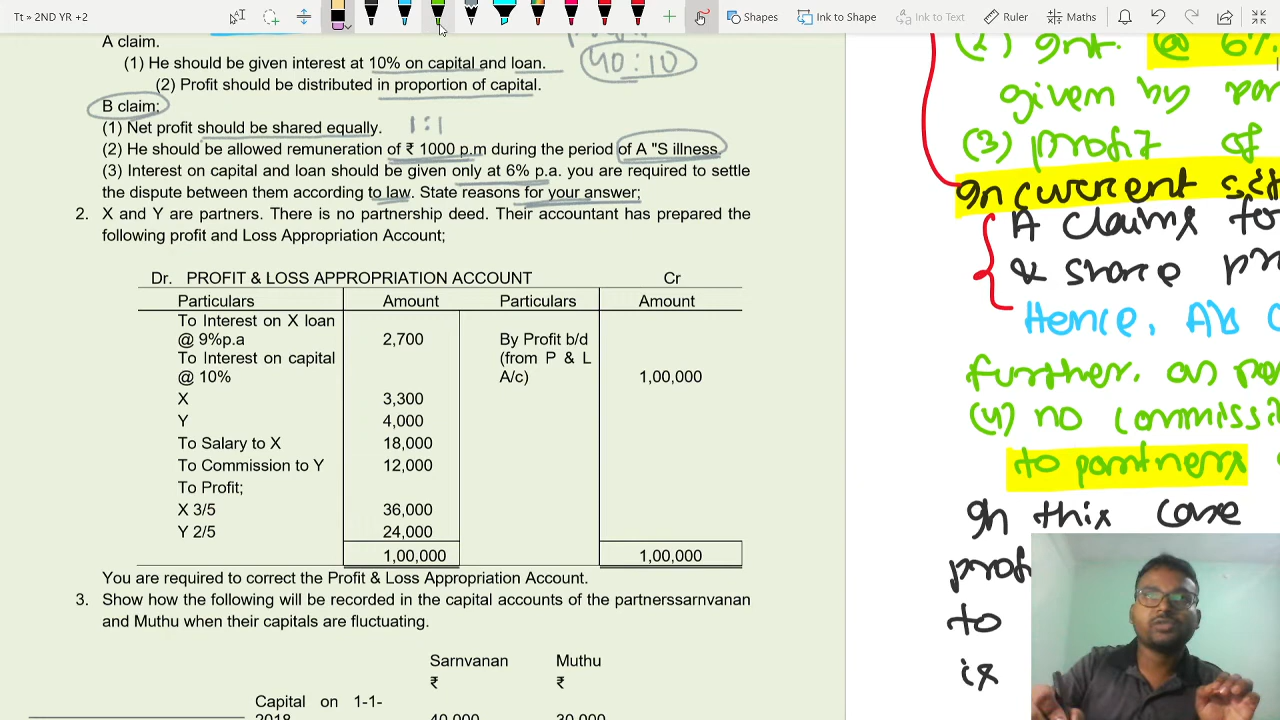 Tt » 2ND YR +2
Shapes
Ink to Shape
Ink to Text
Ruler
Maths
A claim.
(1) He should be given interest at 10% on capital and loan.
40:10
(2) Profit should be distributed in proportion of capital.
B claim;
(1) Net profit should be shared equally. 1:1
(2) He should be allowed remuneration of ₹ 1000 p.m during the period of A "S illness.
(3) Interest on capital and loan should be given only at 6% p.a. you are required to settle
the dispute between them according to law. State reasons for your answer;
2. X and Y are partners. There is no partnership deed. Their accountant has prepared the
following profit and Loss Appropriation Account;
Dr. PROFIT & LOSS APPROPRIATION ACCOUNT Cr
Particulars Amount Particulars Amount
To Interest on X loan
@ 9%p.a 2,700 By Profit b/d
To Interest on capital (from P & L
@ 10% A/c) 1,00,000
X 3,300
Y 4,000
To Salary to X 18,000
To Commission to Y 12,000
To Profit;
X 3/5 36,000
Y 2/5 24,000
1,00,000 1,00,000
You are required to correct the Profit & Loss Appropriation Account.
3. Show how the following will be recorded in the capital accounts of the partnerssarnvanan
and Muthu when their capitals are fluctuating.
Sarnvanan Muthu
₹ ₹
Capital on 1-1-
2018 40,000 30,000
(2) Int. @ 6%
given by
(3) profit of
In current
A claims
& share
Hence, A's
further, as
(4) no
to partners
In this case
to
is